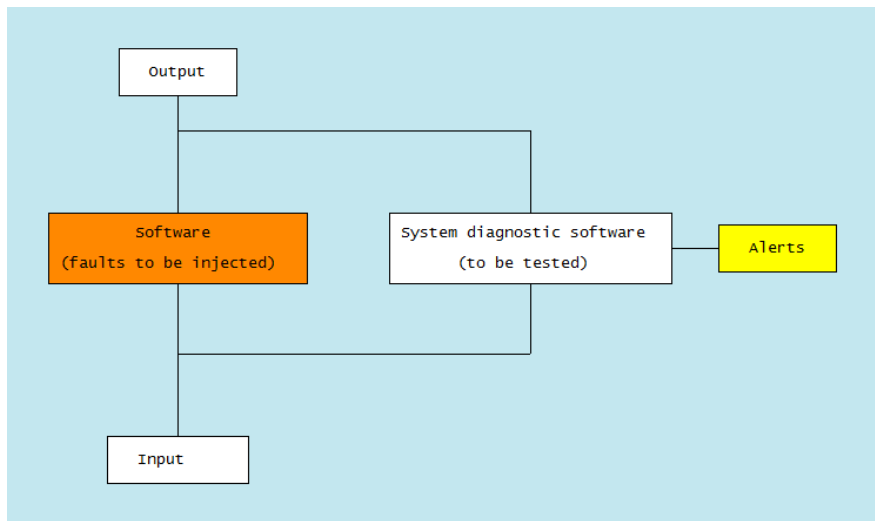 Output
Software
(faults to be injected)
System diagnostic software
(to be tested)
Alerts
Input